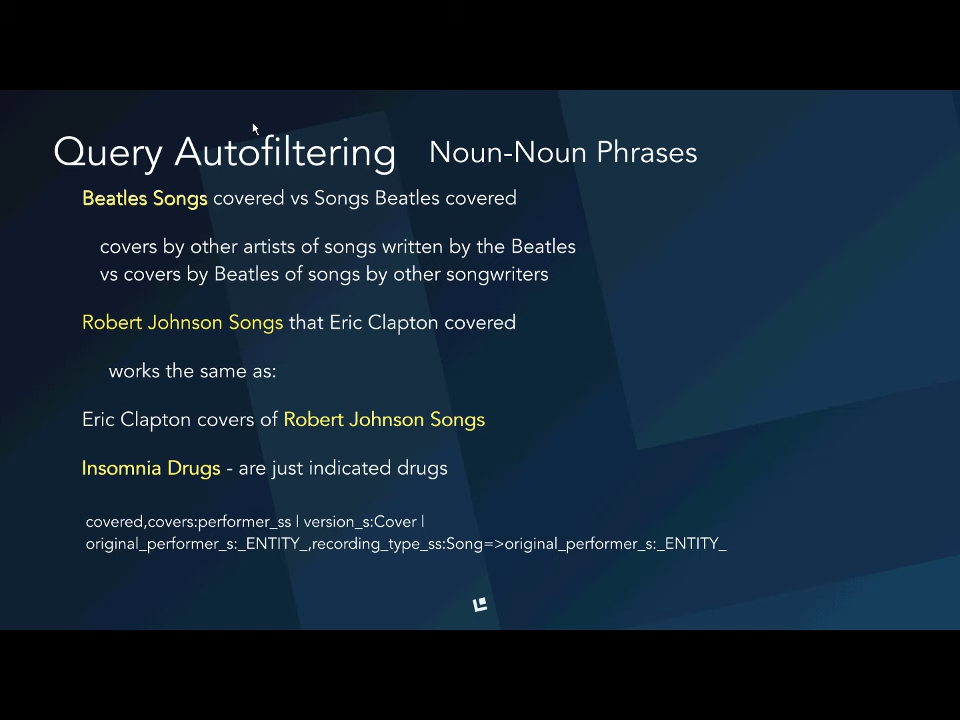 Query Autofiltering Noun-Noun Phrases
Beatles Songs covered vs Songs Beatles covered
covers by other artists of songs written by the Beatles
vs covers by Beatles of songs by other songwriters
Robert Johnson Songs that Eric Clapton covered
works the same as:
Eric Clapton covers of Robert Johnson Songs
Insomnia Drugs - are just indicated drugs
covered,covers:performer_ss | version_s:Cover |
original_performer_s:_ENTITY_,recording_type_ss:Song=>original_performer_s:_ENTITY_